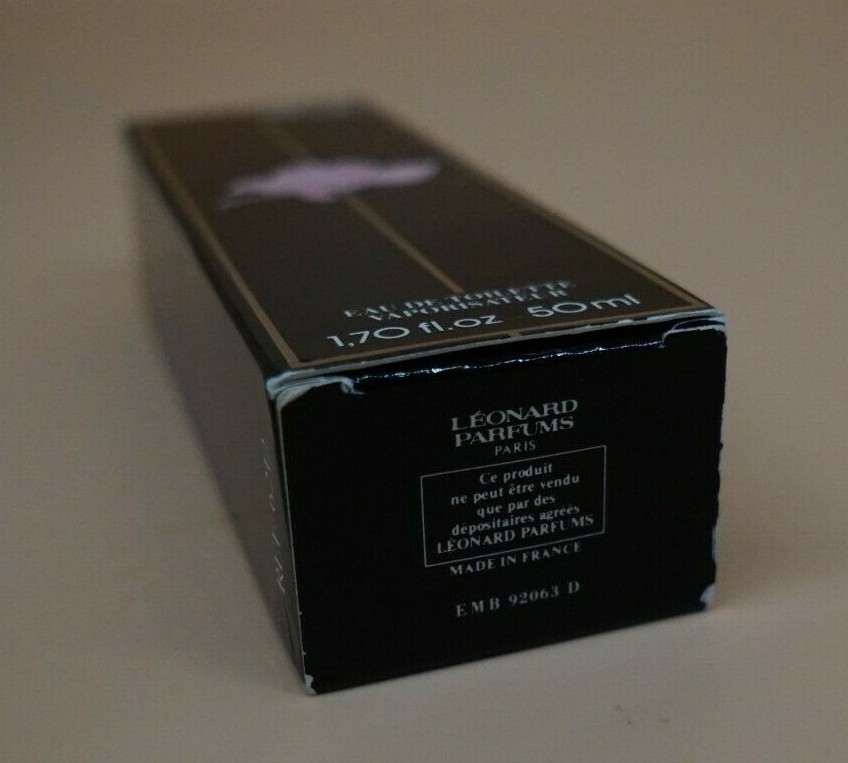 EAU DE TOILETTE
VAPORISATEUR
1,70 fl.oz 50 ml
LÉONARD
PARFUMS
PARIS
Ce produit
ne peut être vendu
que par des
dépositaires agréés
LÉONARD PARFUMS
MADE IN FRANCE
EMB 92063 D